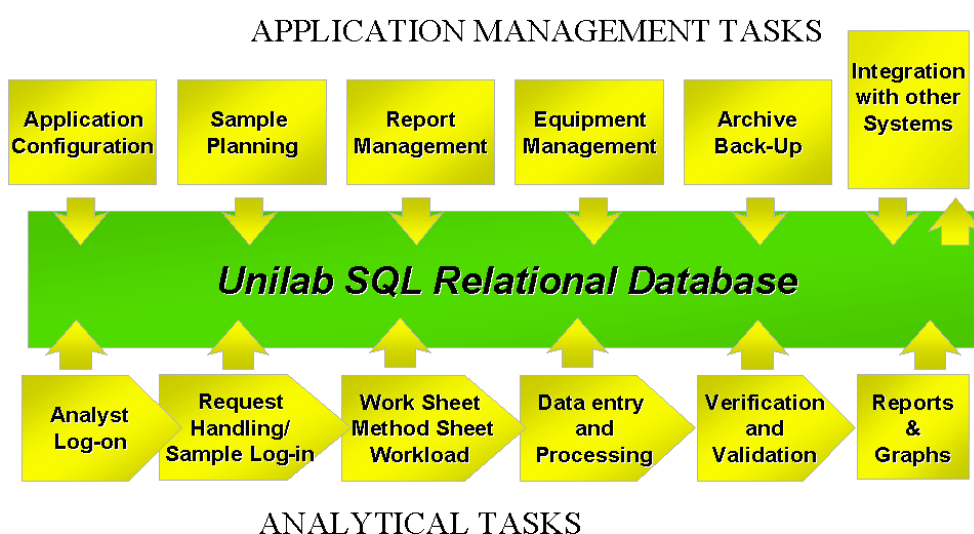 APPLICATION MANAGEMENT TASKS
Application
Configuration
Sample
Planning
Report
Management
Equipment
Management
Archive
Back-Up
Integration
with other
Systems
Unilab SQL Relational Database
Analyst
Log-on
Request
Handling/
Sample Log-in
Work Sheet
Method Sheet
Workload
Data entry
and
Processing
Verification
and
Validation
Reports
&
Graphs
ANALYTICAL TASKS